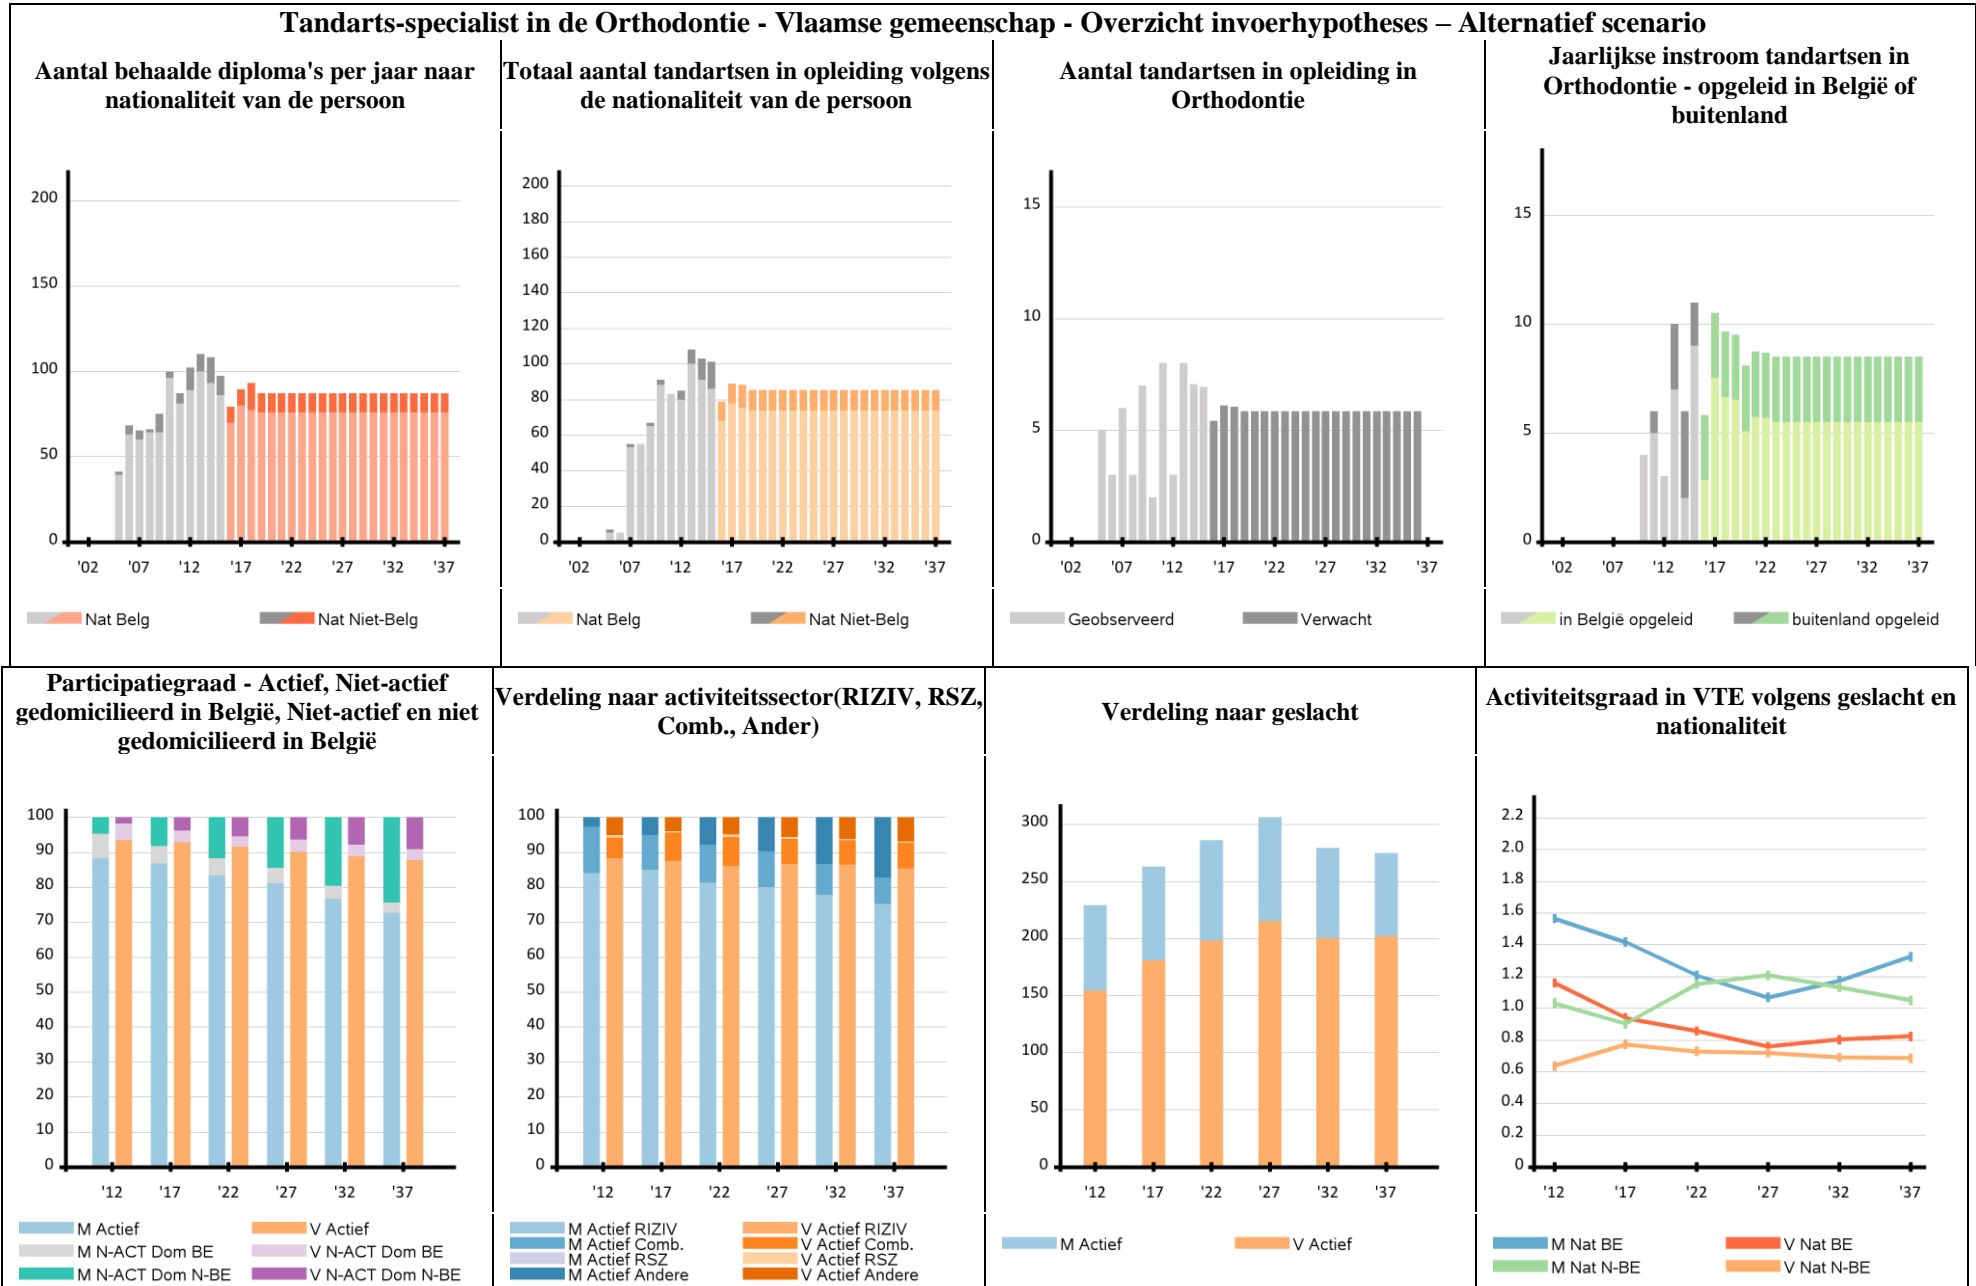 Tandarts-specialist in de Orthodontie - Vlaamse gemeenschap - Overzicht invoerhypotheses – Alternatief scenario
Aantal behaalde diploma's per jaar naar
nationaliteit van de persoon
200
150
100
50
0
'02 '07 '12 '17 '22 '27 '32 '37
Nat Belg Nat Niet-Belg
Totaal aantal tandartsen in opleiding volgens
de nationaliteit van de persoon
200
180
160
140
120
100
80
60
40
20
0
'02 '07 '12 '17 '22 '27 '32 '37
Nat Belg Nat Niet-Belg
Aantal tandartsen in opleiding in
Orthodontie
15
10
5
0
'02 '07 '12 '17 '22 '27 '32 '37
Geobserveerd Verwacht
Jaarlijkse instroom tandartsen in
Orthodontie - opgeleid in België of
buitenland
15
10
5
0
'02 '07 '12 '17 '22 '27 '32 '37
in België opgeleid buitenland opgeleid
Participatiegraad - Actief, Niet-actief
gedomicilieerd in België, Niet-actief en niet
gedomicilieerd in België
100
90
80
70
60
50
40
30
20
10
0
'12 '17 '22 '27 '32 '37
M Actief V Actief
M N-ACT Dom BE V N-ACT Dom BE
M N-ACT Dom N-BE V N-ACT Dom N-BE
Verdeling naar activiteitssector(RIZIV, RSZ,
Comb., Ander)
100
90
80
70
60
50
40
30
20
10
0
'12 '17 '22 '27 '32 '37
M Actief RIZIV V Actief RIZIV
M Actief Comb. V Actief Comb.
M Actief RSZ V Actief RSZ
M Actief Andere V Actief Andere
Verdeling naar geslacht
300
250
200
150
100
50
0
'12 '17 '22 '27 '32 '37
M Actief V Actief
Activiteitsgraad in VTE volgens geslacht en
nationaliteit
2.2
2.0
1.8
1.6
1.4
1.2
1.0
0.8
0.6
0.4
0.2
0
'12 '17 '22 '27 '32 '37
M Nat BE V Nat BE
M Nat N-BE V Nat N-BE